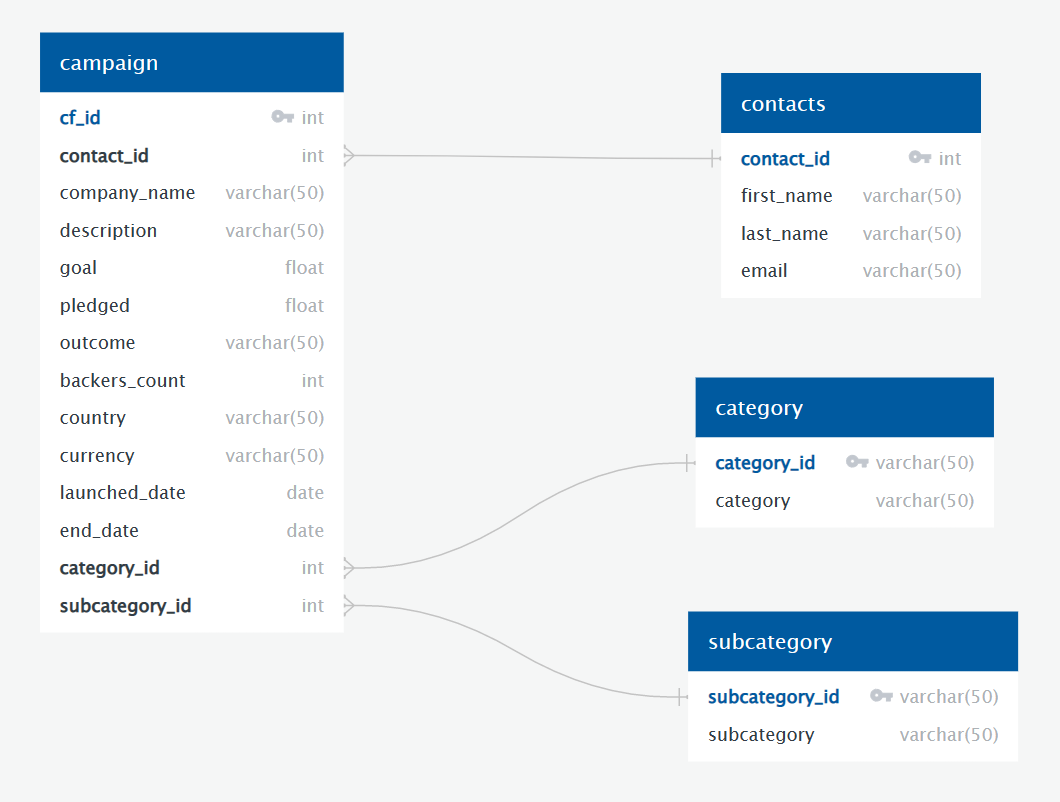 campaign
cf_id int
contact_id int
company_name varchar(50)
description varchar(50)
goal float
pledged float
outcome varchar(50)
backers_count int
country varchar(50)
currency varchar(50)
launched_date date
end_date date
category_id int
subcategory_id int
contacts
contact_id int
first_name varchar(50)
last_name varchar(50)
email varchar(50)
category
category_id varchar(50)
category varchar(50)
subcategory
subcategory_id varchar(50)
subcategory varchar(50)